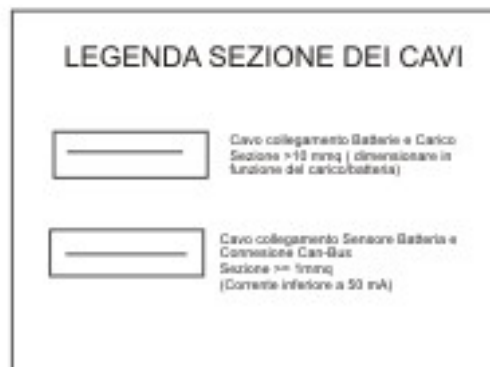 LEGENDA SEZIONE DEI CAVI
Cavo collegamento Batterie e Carico
Sezione >10 mmq ( dimensionare in
funzione del carico/batteria)
Cavo collegamento Sensore Batteria e
Connesione Can-Bus
Sezione >= 1mmq
(Corrente inferiore a 50 mA)